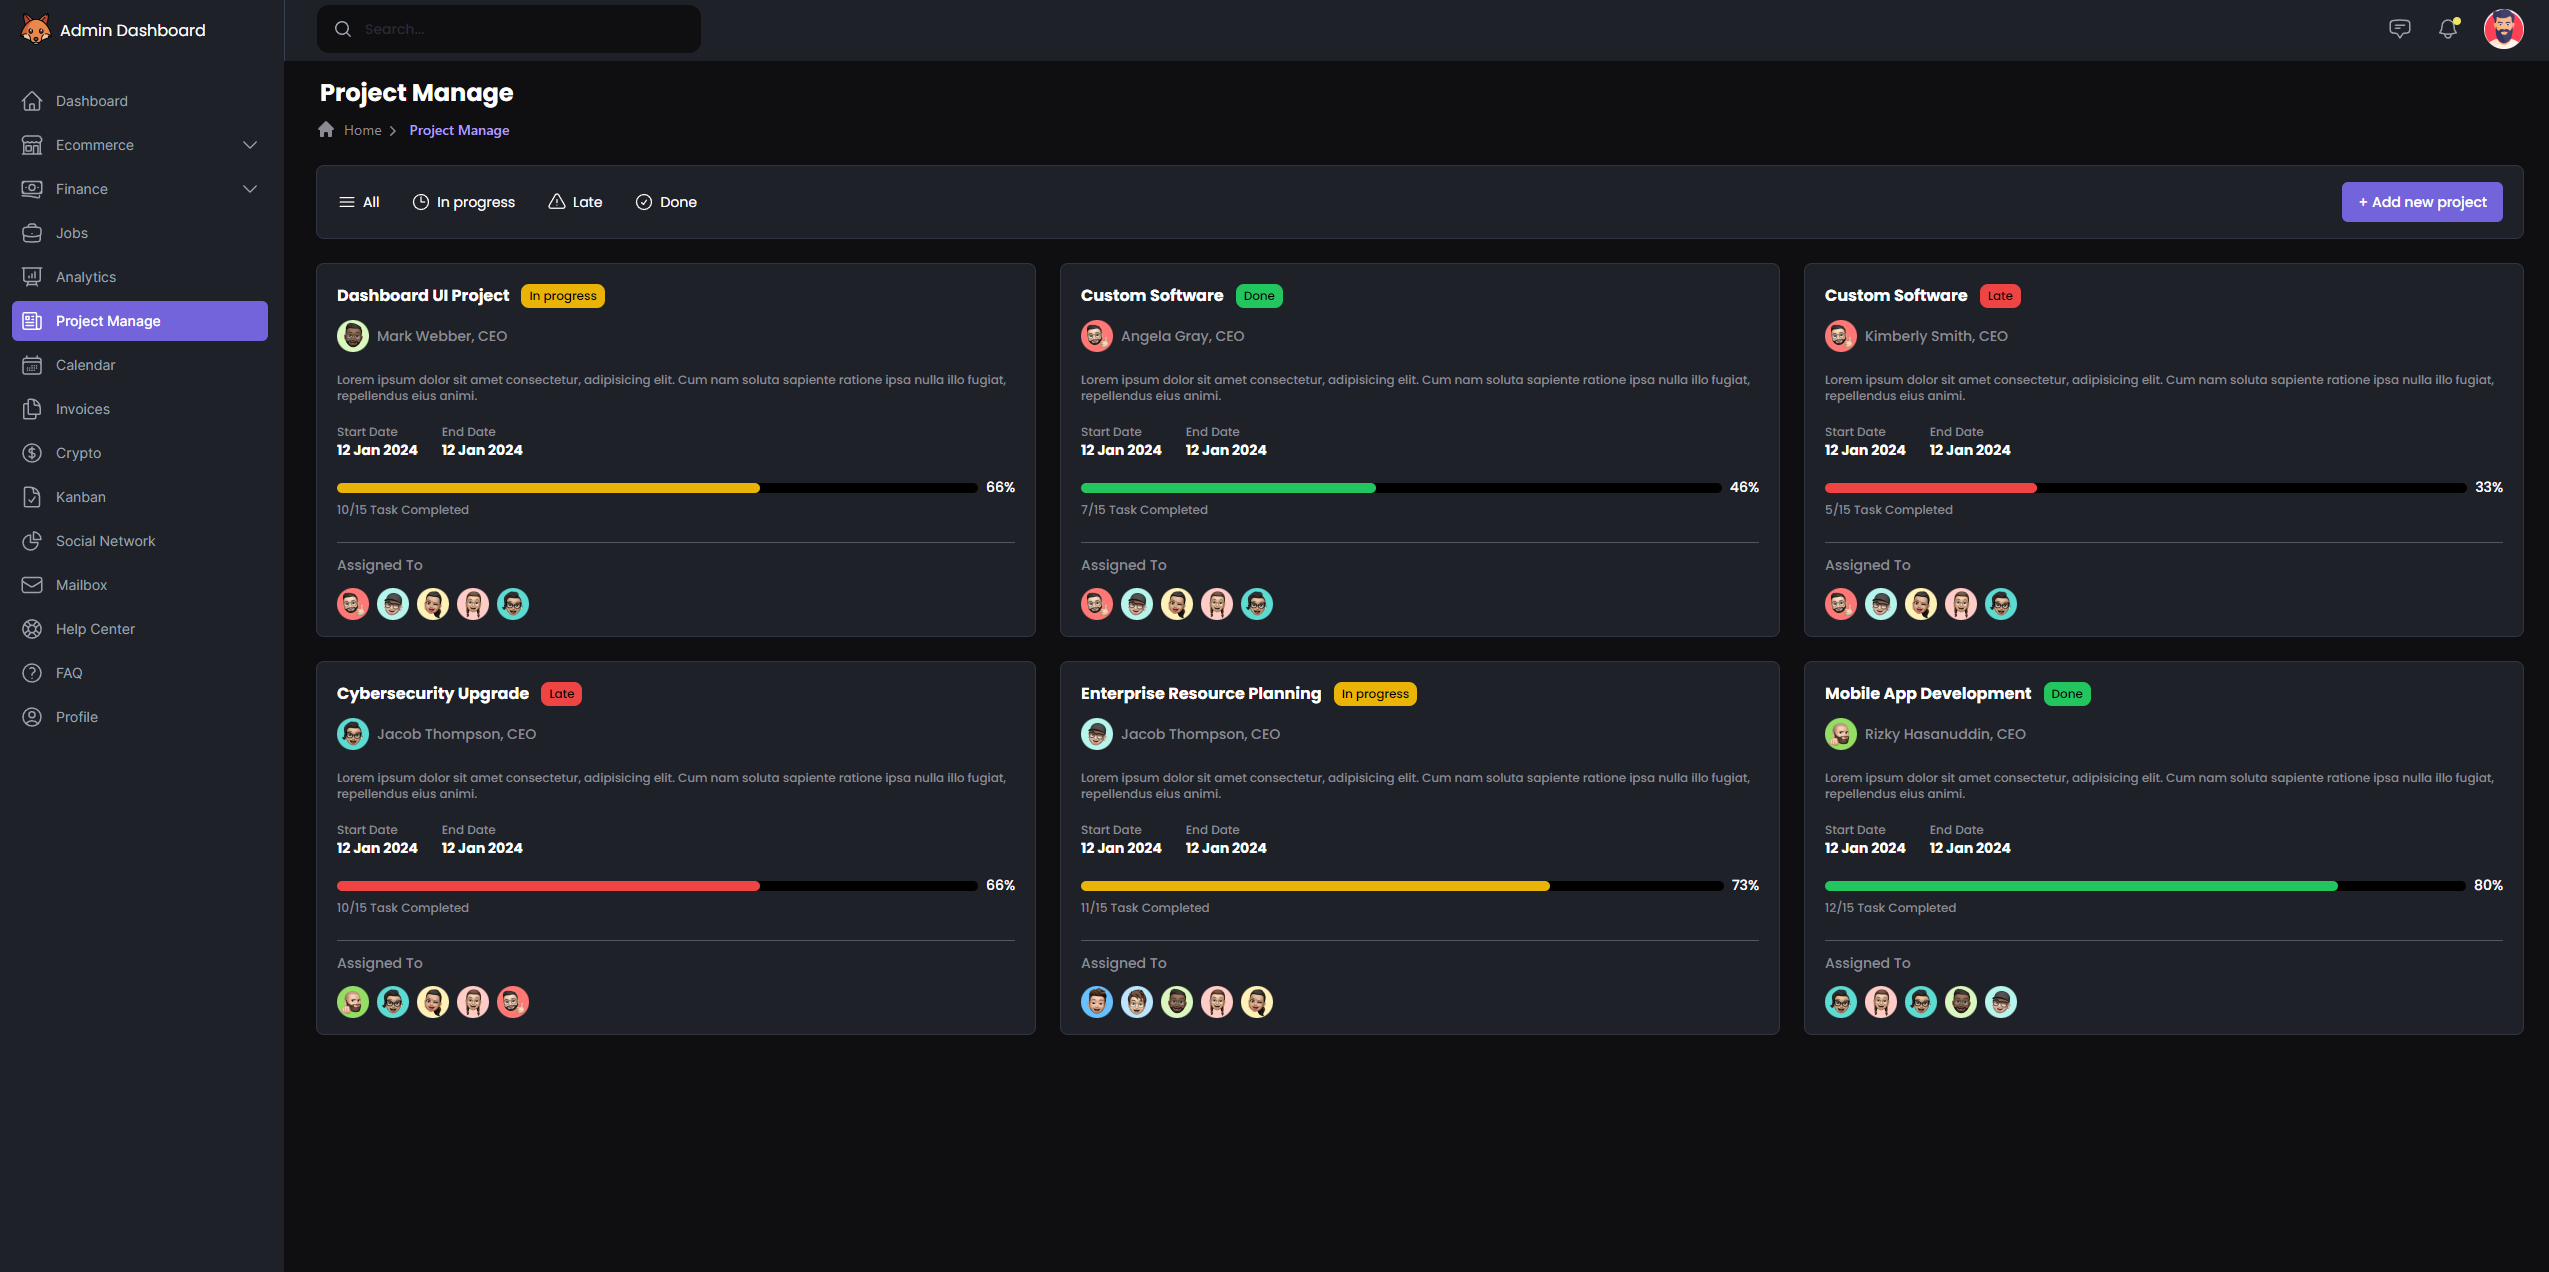 Admin Dashboard
Search...
Dashboard
Ecommerce
Finance
Jobs
Analytics
Project Manage
Calendar
Invoices
Crypto
Kanban
Social Network
Mailbox
Help Center
FAQ
Profile
Project Manage
Home > Project Manage
All In progress Late Done
+ Add new project
Dashboard UI Project In progress
Mark Webber, CEO
Lorem ipsum dolor sit amet consectetur, adipisicing elit. Cum nam soluta sapiente ratione ipsa nulla illo fugiat,
repellendus eius animi.
Start Date End Date
12 Jan 2024 12 Jan 2024
66%
10/15 Task Completed
Assigned To
Custom Software Done
Angela Gray, CEO
Lorem ipsum dolor sit amet consectetur, adipisicing elit. Cum nam soluta sapiente ratione ipsa nulla illo fugiat,
repellendus eius animi.
Start Date End Date
12 Jan 2024 12 Jan 2024
46%
7/15 Task Completed
Assigned To
Custom Software Late
Kimberly Smith, CEO
Lorem ipsum dolor sit amet consectetur, adipisicing elit. Cum nam soluta sapiente ratione ipsa nulla illo fugiat,
repellendus eius animi.
Start Date End Date
12 Jan 2024 12 Jan 2024
33%
5/15 Task Completed
Assigned To
Cybersecurity Upgrade Late
Jacob Thompson, CEO
Lorem ipsum dolor sit amet consectetur, adipisicing elit. Cum nam soluta sapiente ratione ipsa nulla illo fugiat,
repellendus eius animi.
Start Date End Date
12 Jan 2024 12 Jan 2024
66%
10/15 Task Completed
Assigned To
Enterprise Resource Planning In progress
Jacob Thompson, CEO
Lorem ipsum dolor sit amet consectetur, adipisicing elit. Cum nam soluta sapiente ratione ipsa nulla illo fugiat,
repellendus eius animi.
Start Date End Date
12 Jan 2024 12 Jan 2024
73%
11/15 Task Completed
Assigned To
Mobile App Development Done
Rizky Hasanuddin, CEO
Lorem ipsum dolor sit amet consectetur, adipisicing elit. Cum nam soluta sapiente ratione ipsa nulla illo fugiat,
repellendus eius animi.
Start Date End Date
12 Jan 2024 12 Jan 2024
80%
12/15 Task Completed
Assigned To